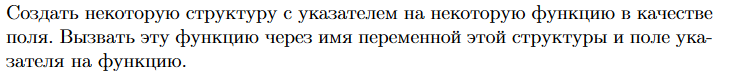 Создать некоторую структуру с указателем на некоторую функцию в качестве
поля. Вызвать эту функцию через имя переменной этой структуры и поле ука-
зателя на функцию.